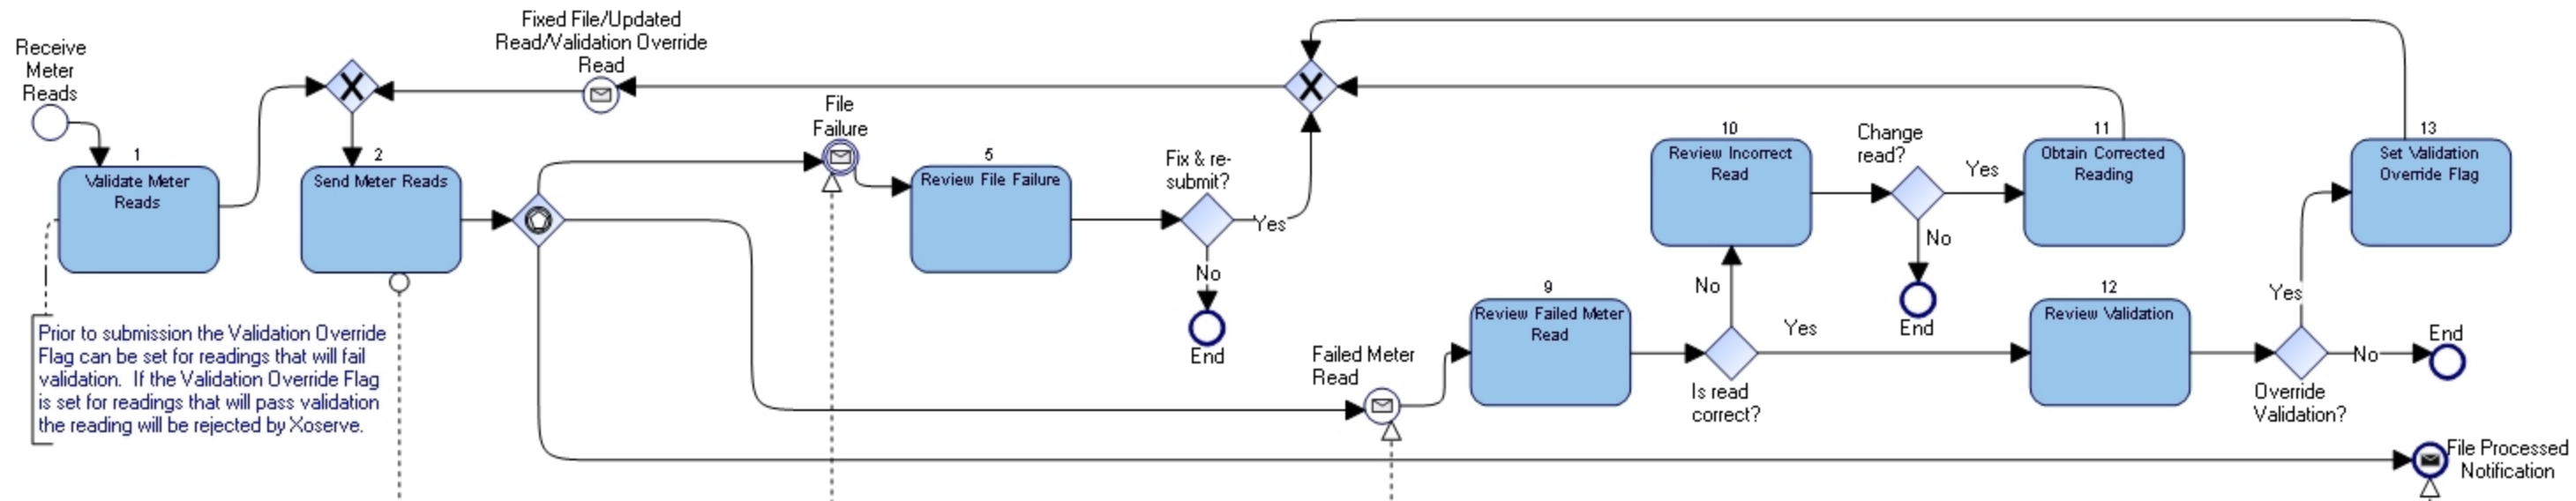 Receive
Meter
Reads
1
Validate Meter
Reads
Prior to submission the Validation Override
Flag can be set for readings that will fail
validation.  If the Validation Override Flag
is set for readings that will pass validation
the reading will be rejected by Xoserve.
2
Send Meter Reads
Fixed File/Updated
Read/Validation Override
Read
File
Failure
5
Review File Failure
Fix & re-
submit?
Yes
No
End
Failed Meter
Read
9
Review Failed Meter
Read
Is read
correct?
No
Yes
10
Review Incorrect
Read
Change
read?
Yes
No
End
11
Obtain Corrected
Reading
12
Review Validation
Override
Validation?
Yes
No
End
13
Set Validation
Override Flag
File Processed
Notification